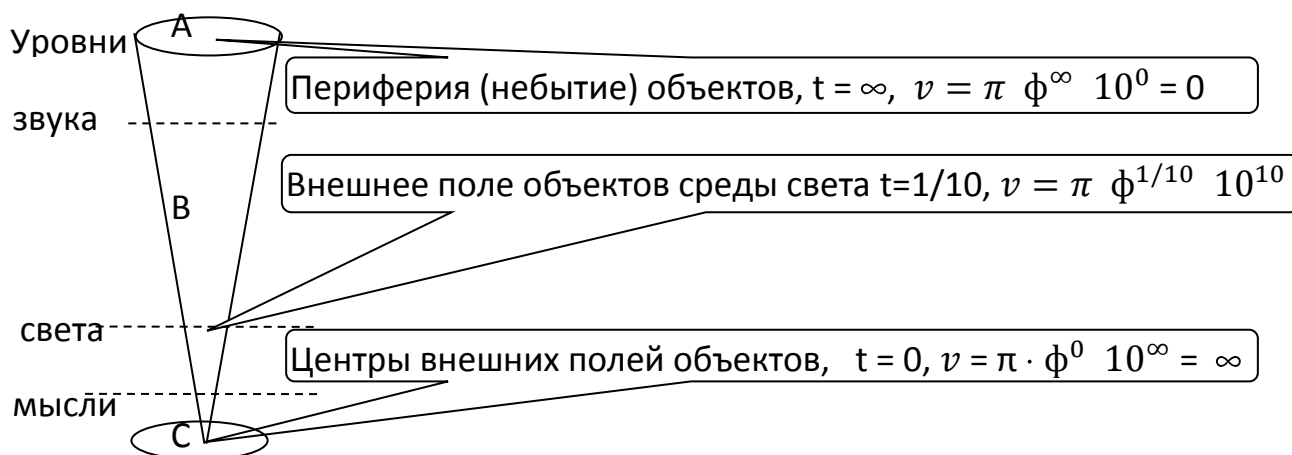 А
Уровни
Периферия (небытие) объектов, t = ∞, 𝑣 = 𝜋 ф^∞ 10^0 = 0
звука
Внешнее поле объектов среды света t=1/10, 𝑣 = 𝜋 ф^1/10 10^10
В
света
Центры внешних полей объектов, t = 0, 𝑣 = π · ф^0 10^∞ = ∞
мысли
С